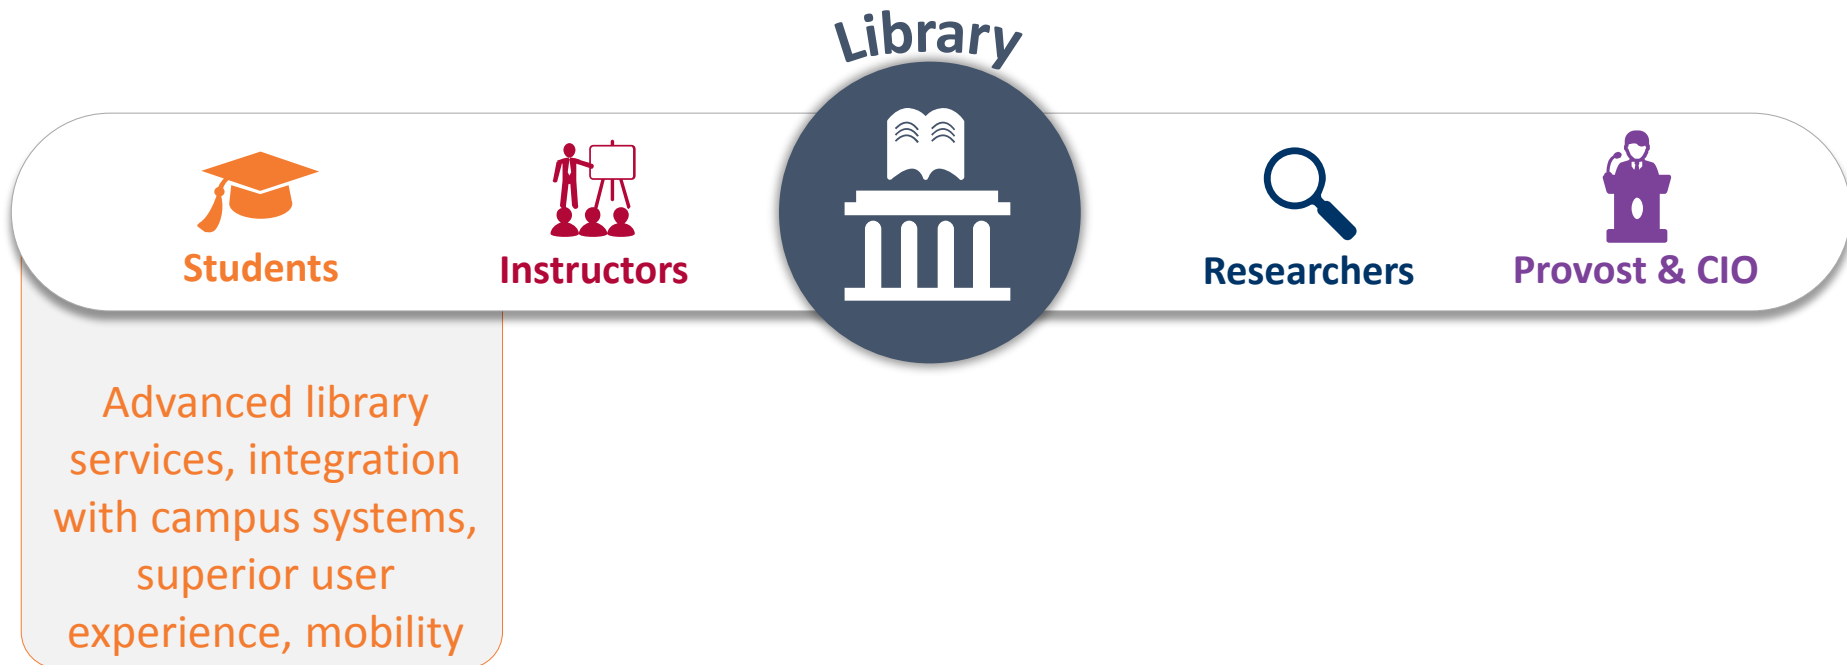 Library
Students
Instructors
Researchers
Provost & CIO
Advanced library
services, integration
with campus systems,
superior user
experience, mobility